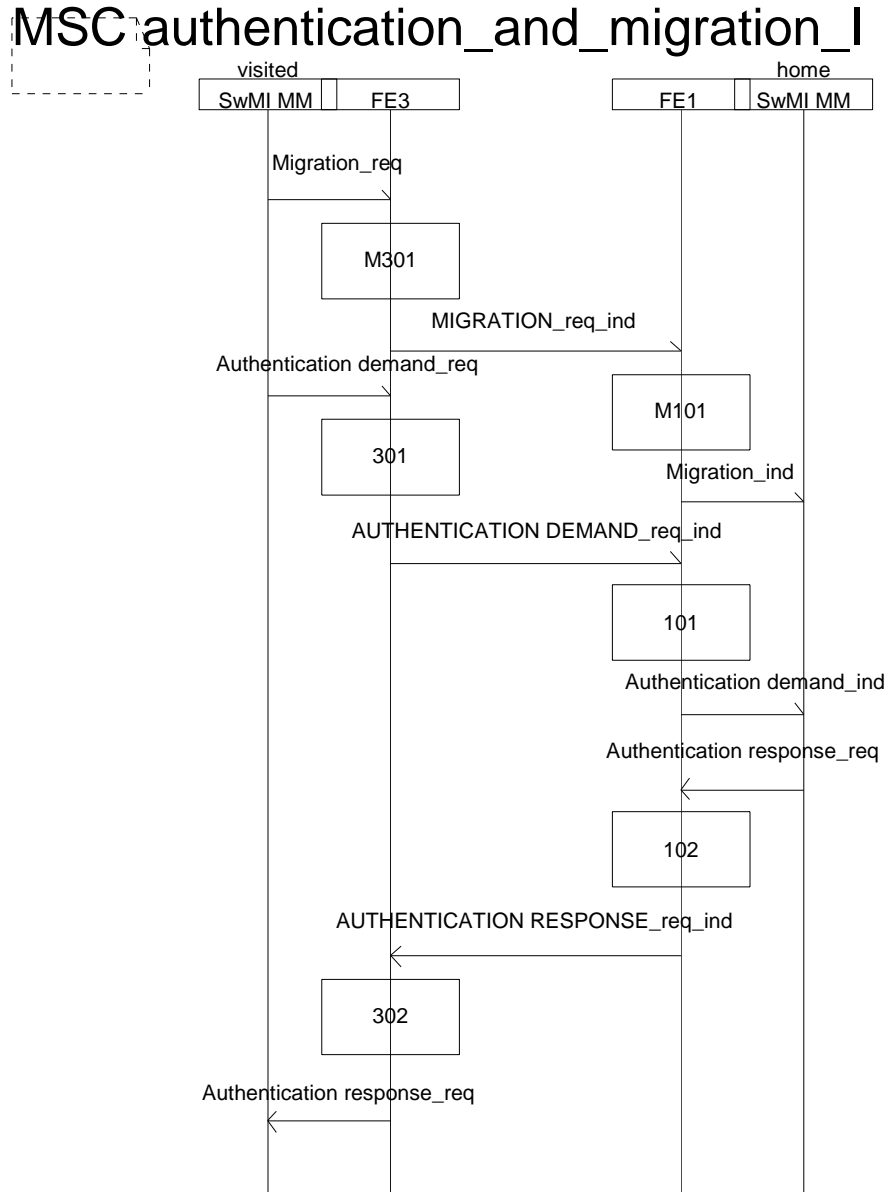 MSC authentication_and_migration_I
visited
home
SwMI MM
FE3
FE1
SwMI MM
Migration_req
M301
MIGRATION_req_ind
Authentication demand_req
M101
301
Migration_ind
AUTHENTICATION DEMAND_req_ind
101
Authentication demand_ind
Authentication response_req
102
AUTHENTICATION RESPONSE_req_ind
302
Authentication response_req